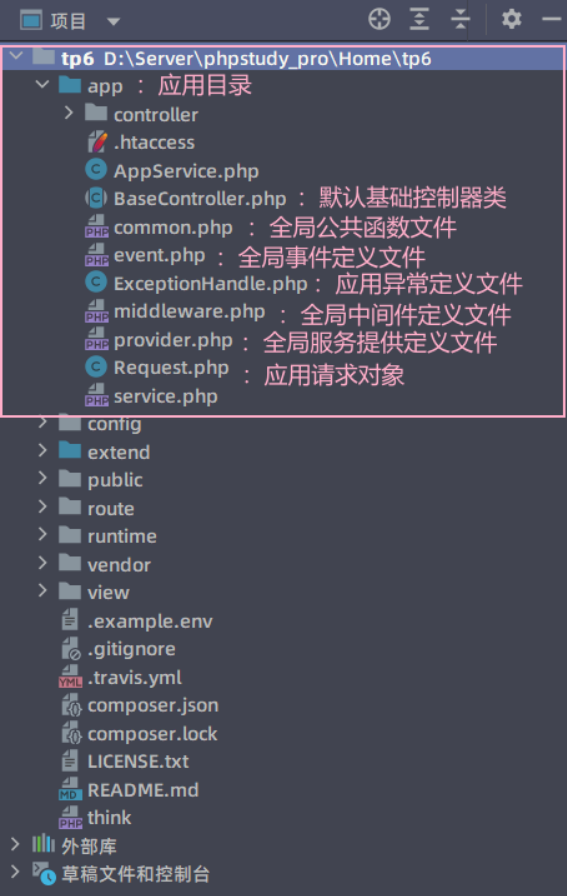 项目
tp6 D:\Server\phpstudy_pro\Home\tp6
app ：应用目录
controller
.htaccess
AppService.php
BaseController.php ：默认基础控制器类
common.php ：全局公共函数文件
event.php ：全局事件定义文件
ExceptionHandle.php ：应用异常定义文件
middleware.php ：全局中间件定义文件
provider.php ：全局服务提供定义文件
Request.php ：应用请求对象
service.php
config
extend
public
route
runtime
vendor
view
.example.env
.gitignore
.travis.yml
composer.json
composer.lock
LICENSE.txt
README.md
think
外部库
草稿文件和控制台